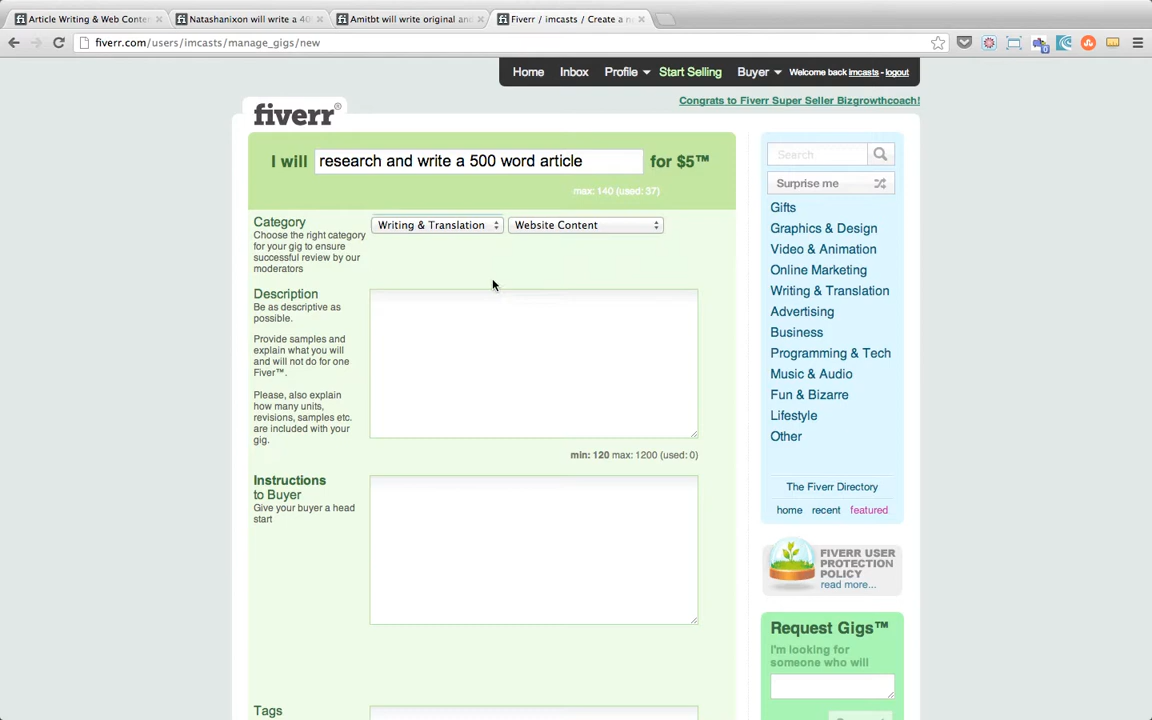 Article Writing & Web Conten
Natashanixon will write a 40
Amitbt will write original an
Fiverr / imcasts / Create a n
fiverr.com/users/imcasts/manage_gigs/new
Home Inbox Profile Start Selling Buyer Welcome back imcasts - logout
Congrats to Fiverr Super Seller Bizgrowthcoach!
fiverr®
I will research and write a 500 word article for $5™
max: 140 (used: 37)
Category
Choose the right category
for your gig to ensure
successful review by our
moderators
Writing & Translation
Website Content
Description
Be as descriptive as
possible.
Provide samples and
explain what you will
and will not do for one
Fiver™.
Please, also explain
how many units,
revisions, samples etc.
are included with your
gig.
min: 120 max: 1200 (used: 0)
Instructions
to Buyer
Give your buyer a head
start
Tags
Search
Surprise me
Gifts
Graphics & Design
Video & Animation
Online Marketing
Writing & Translation
Advertising
Business
Programming & Tech
Music & Audio
Fun & Bizarre
Lifestyle
Other
The Fiverr Directory
home recent featured
FIVERR USER
PROTECTION
POLICY
read more...
Request Gigs™
I'm looking for
someone who will